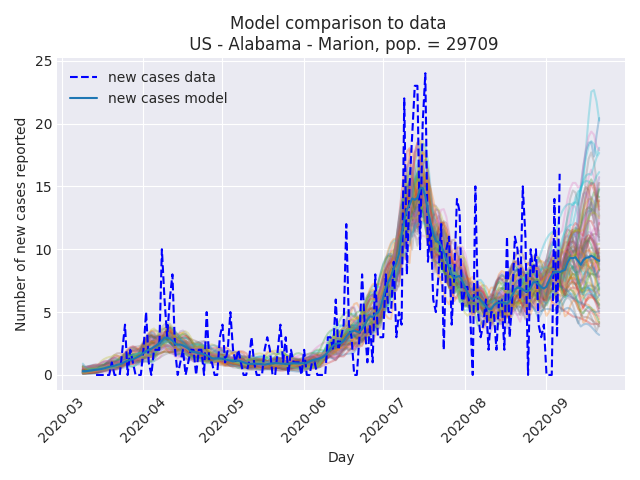 Model comparison to data
US - Alabama - Marion, pop. = 29709
25
20
15
10
5
0
Number of new cases reported
new cases data
new cases model
2020-03
2020-04
2020-05
2020-06
2020-07
2020-08
2020-09
Day